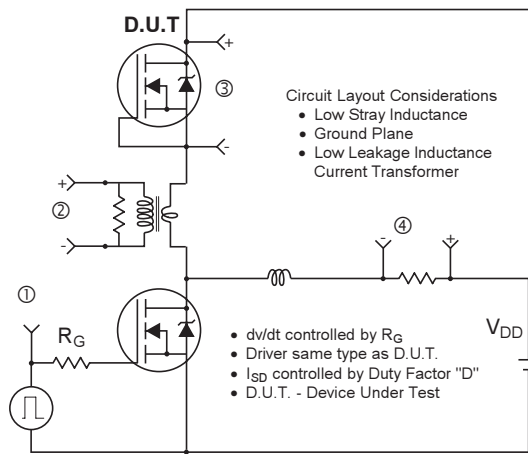 D.U.T
+
③
-
Circuit Layout Considerations
• Low Stray Inductance
• Ground Plane
• Low Leakage Inductance
Current Transformer
+
②
-
④
-
+
①
RG
VDD
• dv/dt controlled by RG
• Driver same type as D.U.T.
• ISD controlled by Duty Factor "D"
• D.U.T. - Device Under Test